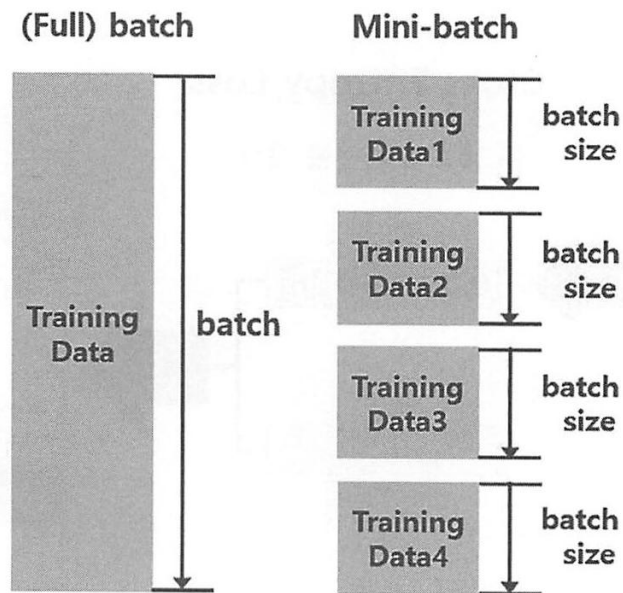 (Full) batch
Training
Data
batch
Mini-batch
Training
Data1
batch
size
Training
Data2
batch
size
Training
Data3
batch
size
Training
Data4
batch
size